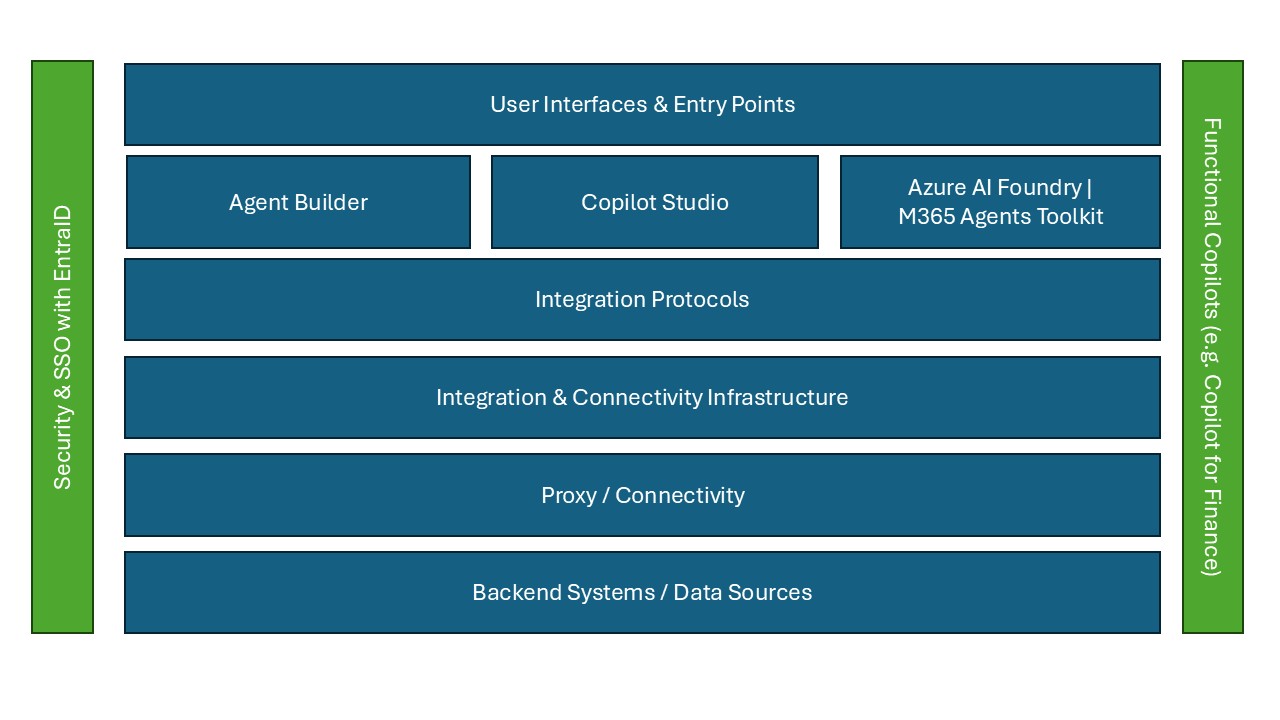 Security & SSO with EntraID
User Interfaces & Entry Points
Agent Builder
Copilot Studio
Azure AI Foundry |
M365 Agents Toolkit
Integration Protocols
Integration & Connectivity Infrastructure
Proxy / Connectivity
Backend Systems / Data Sources
Functional Copilots (e.g. Copilot for Finance)